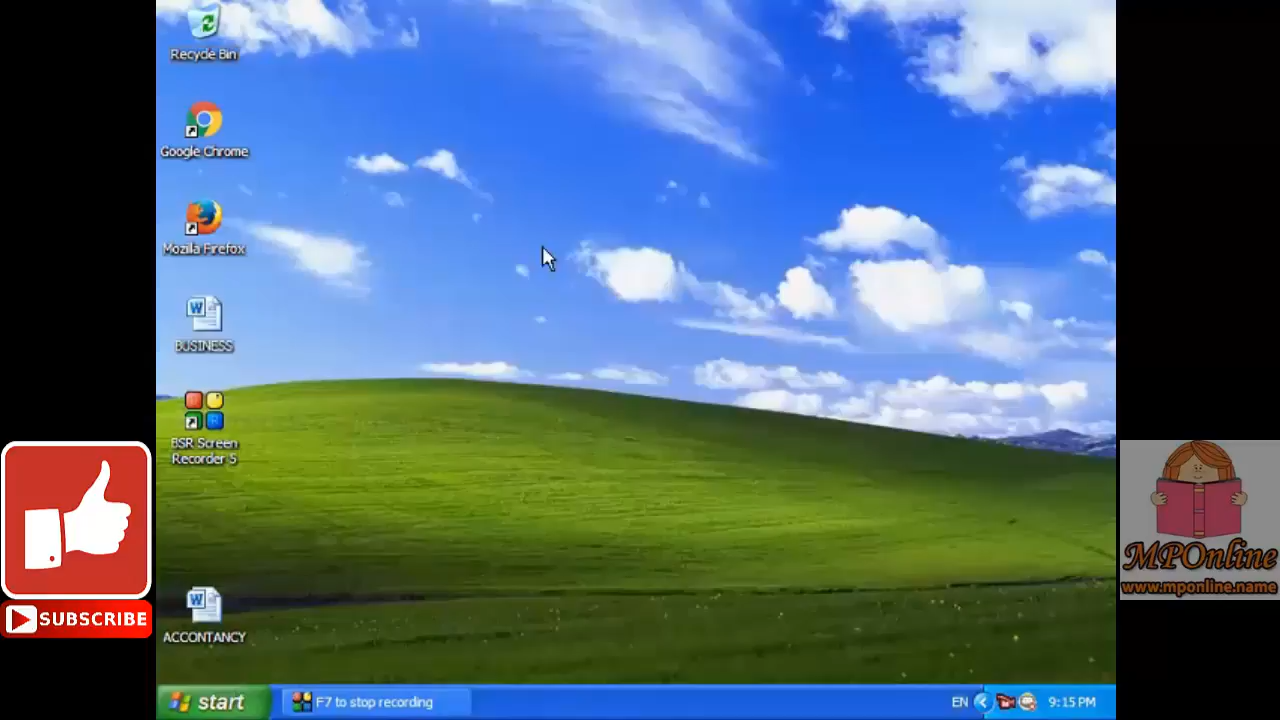 Recycle Bin
Google Chrome
Mozilla Firefox
BUSINESS
BSR Screen
Recorder 5
ACCONTANCY
SUBSCRIBE
MPOnline
www.mponline.name
start
F7 to stop recording
EN
9:15 PM